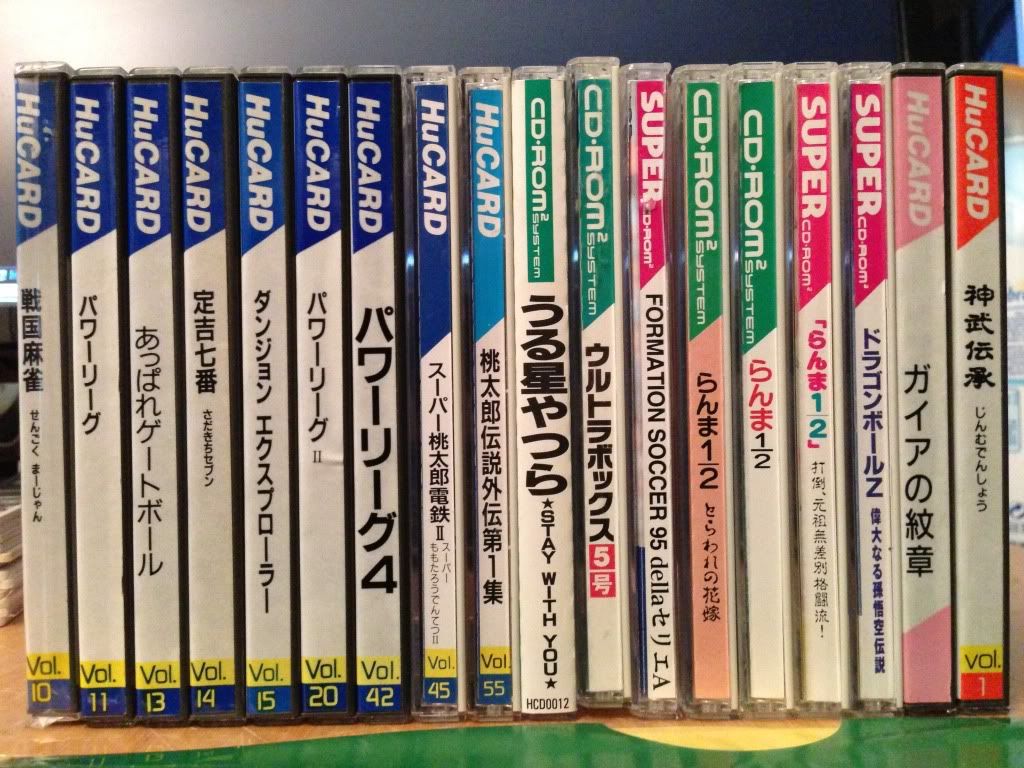 HuCARD
戦国麻雀
せんごく まーじゃん
Vol.
10
HuCARD
パワーリーグ
Vol.
11
HuCARD
あっぱれゲートボール
Vol.
13
HuCARD
定吉七番
さだきちセブン
Vol.
14
HuCARD
ダンジョン エクスプローラー
Vol.
15
HuCARD
パワーリーグ II
Vol.
20
HuCARD
パワーリーグ4
Vol.
42
HuCARD
スーパー桃太郎電鉄II
スーパー
ももたろうでんてつII
Vol.
45
HuCARD
桃太郎伝説外伝第1集
Vol.
55
CD・ROM² SYSTEM
うる星やつら
★STAY WITH YOU★
HCD0012
CD・ROM² SYSTEM
ウルトラボックス 5号
SUPER CD・ROM²
FORMATION SOCCER 95 della セリエA
CD・ROM² SYSTEM
らんま1/2 とらわれの花嫁
CD・ROM² SYSTEM
らんま1/2
SUPER CD・ROM²
「らんま1/2」
打倒、元祖無差別格闘流!
SUPER CD・ROM²
ドラゴンボールZ 偉大なる孫悟空伝説
HuCARD
ガイアの紋章
HuCARD
神武伝承
じんむでんしょう
vol.
1